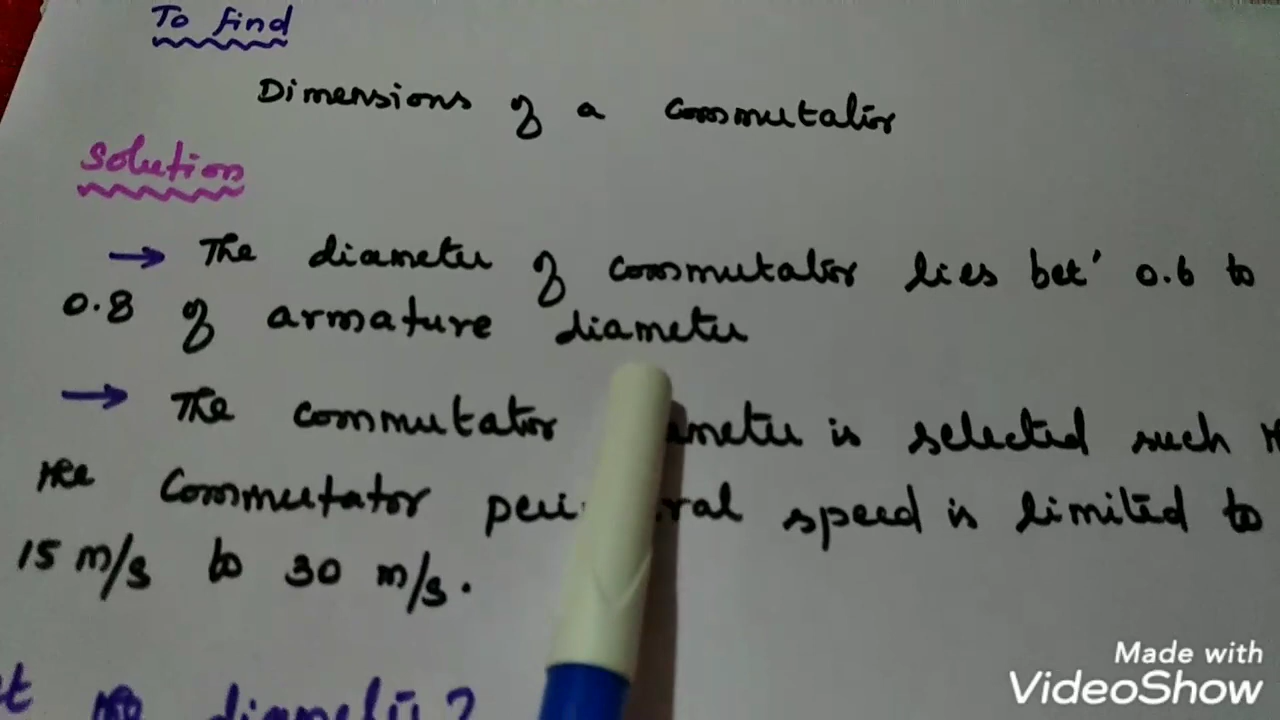 To find
Dimensions of a commutator
Solution
→ The diameter of commutator lies bet' 0.6 to
0.8 of armature diameter
→ The commutator is selected such
the Commutator speed is limited to
15 m/s to 30 m/s.
diameter?
Made with
VideoShow